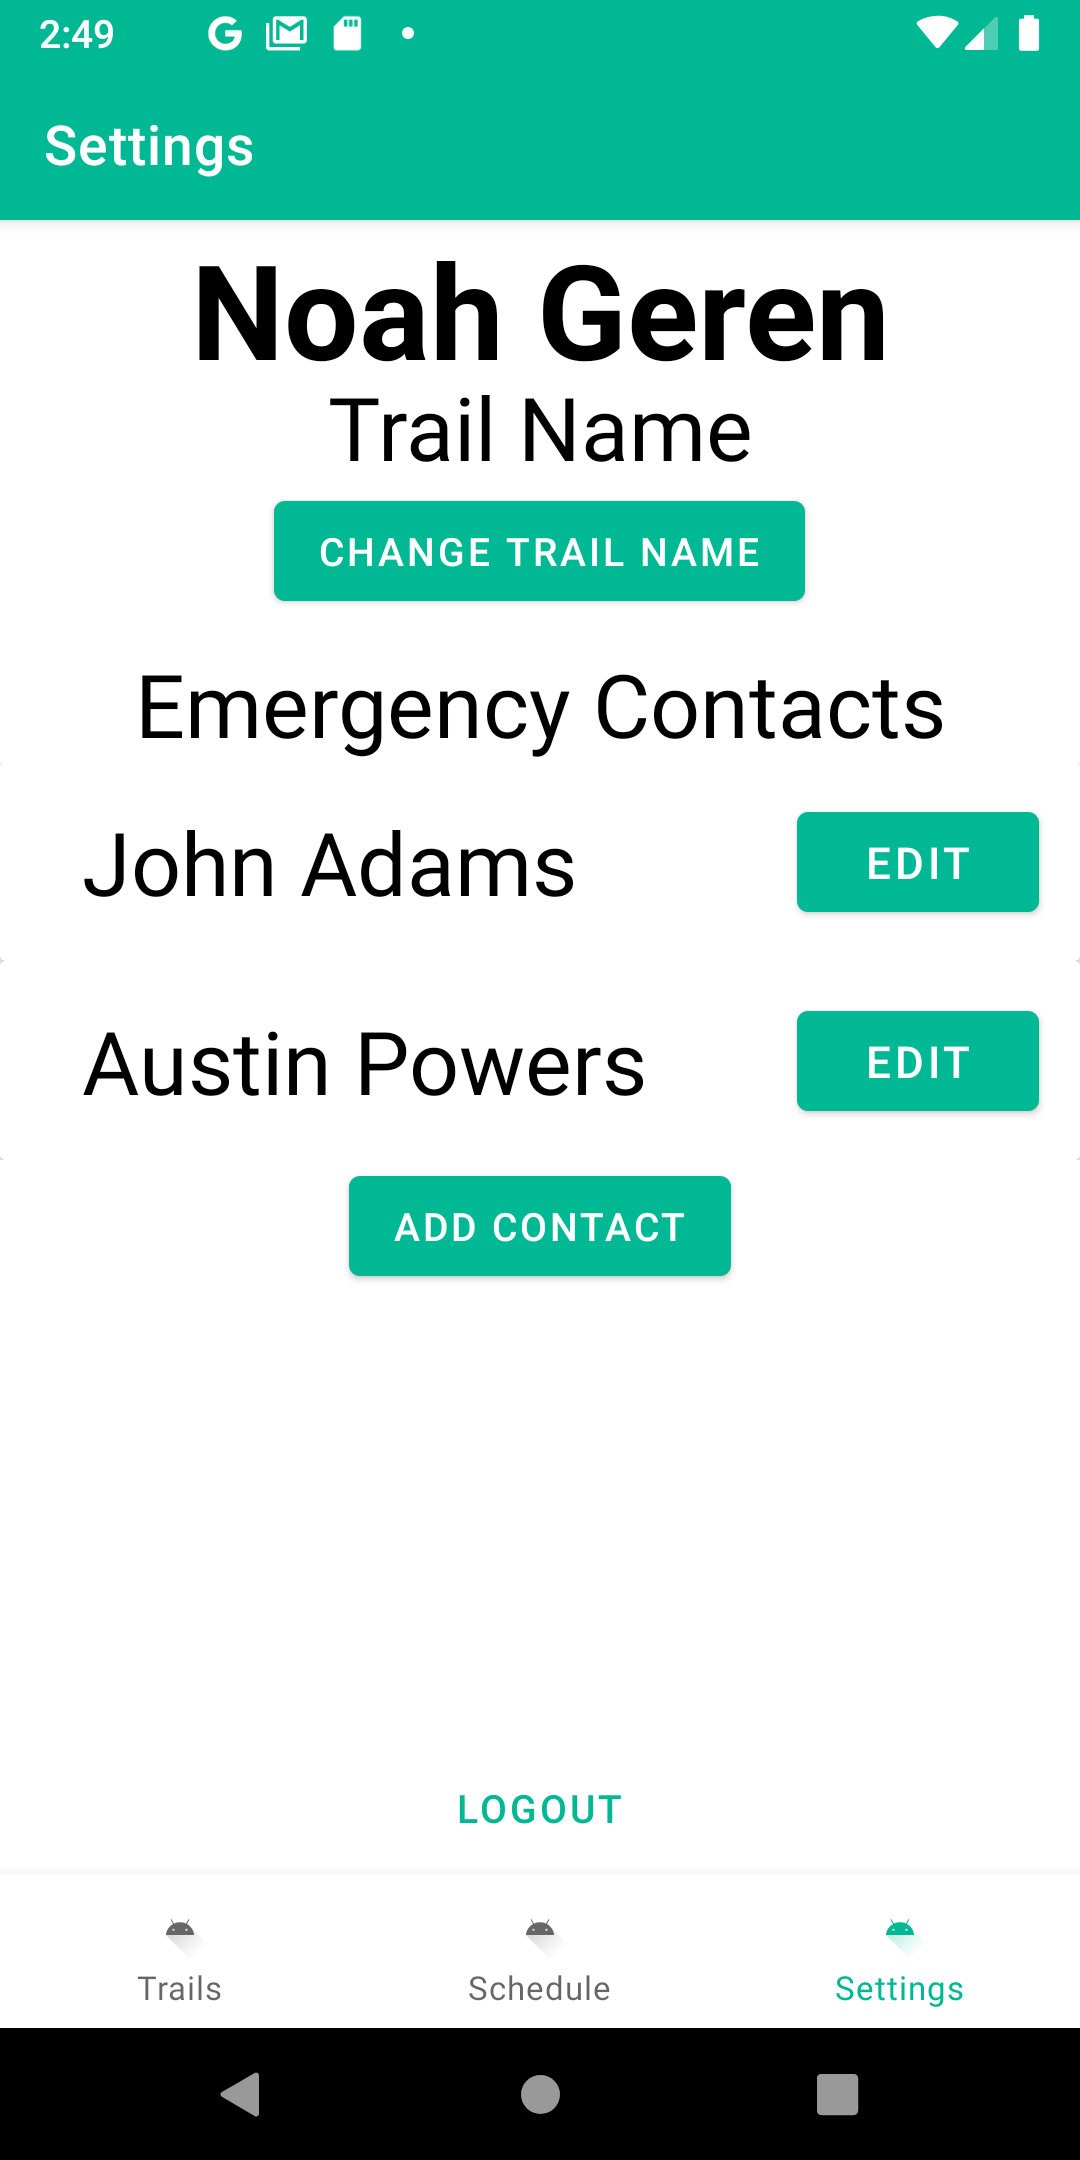 2:49
Settings
Noah Geren
Trail Name
CHANGE TRAIL NAME
Emergency Contacts
John Adams
EDIT
Austin Powers
EDIT
ADD CONTACT
LOGOUT
Trails
Schedule
Settings